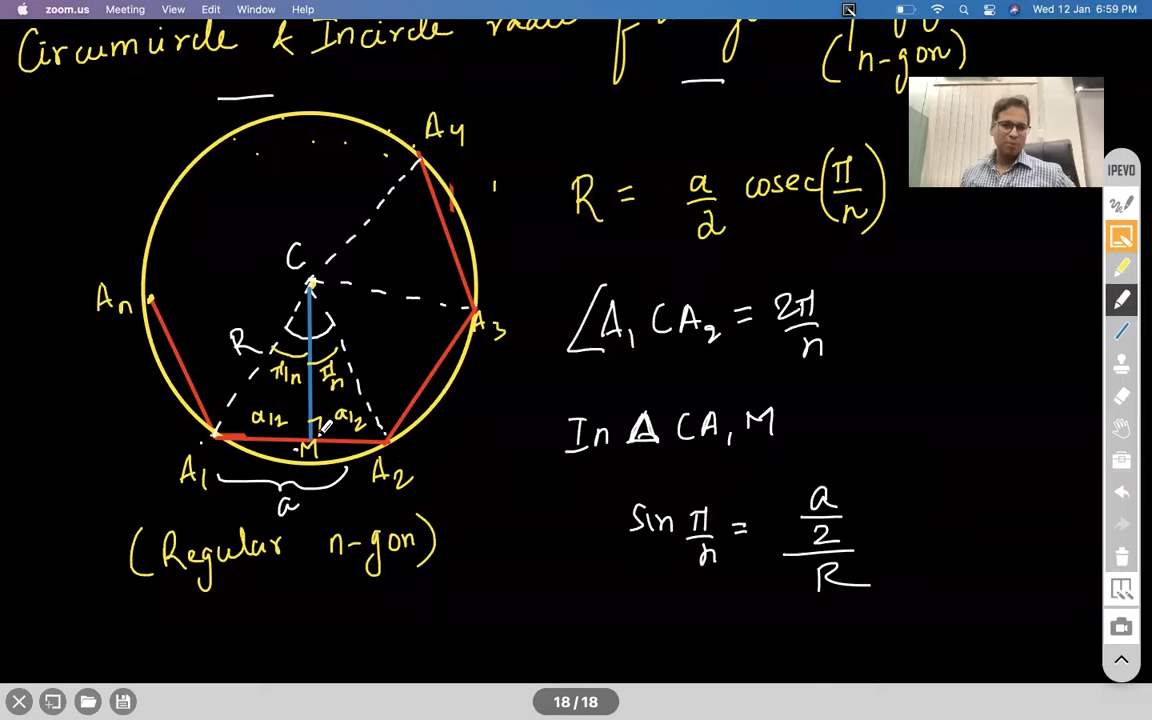 zoom.us Meeting View Edit Window Help Wed 12 Jan 6:59 PM
Circumcircle & Incircle radii
(n-gon)
IPEVO
A4
R = a/2 cosec(π/n)
C
An
A3
∠A1CA2 = 2π/n
R
π/n π/n
a/2 a/2
In Δ CA1M
M
A1 A2
a
sin π/n = (a/2)/R
(Regular n-gon)
18/18